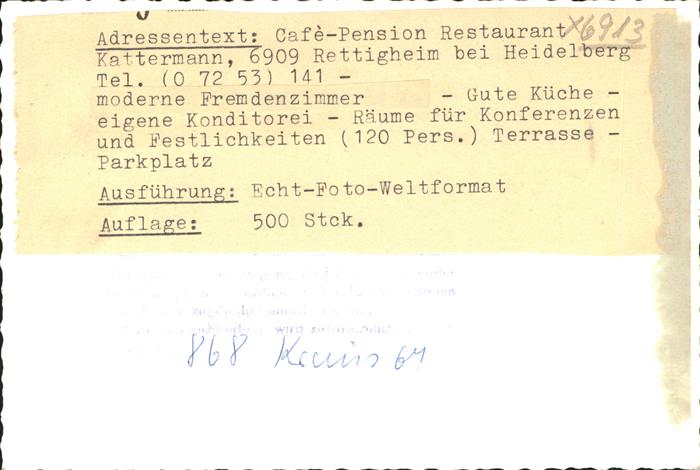 Adressentext: Cafè-Pension Restaurant x6913
Kattermann, 6909 Rettigheim bei Heidelberg
Tel. (0 72 53) 141 -
moderne Fremdenzimmer - Gute Küche -
eigene Konditorei - Räume für Konferenzen
und Festlichkeiten (120 Pers.) Terrasse -
Parkplatz
Ausführung: Echt-Foto-Weltformat
Auflage: 500 Stck.
868